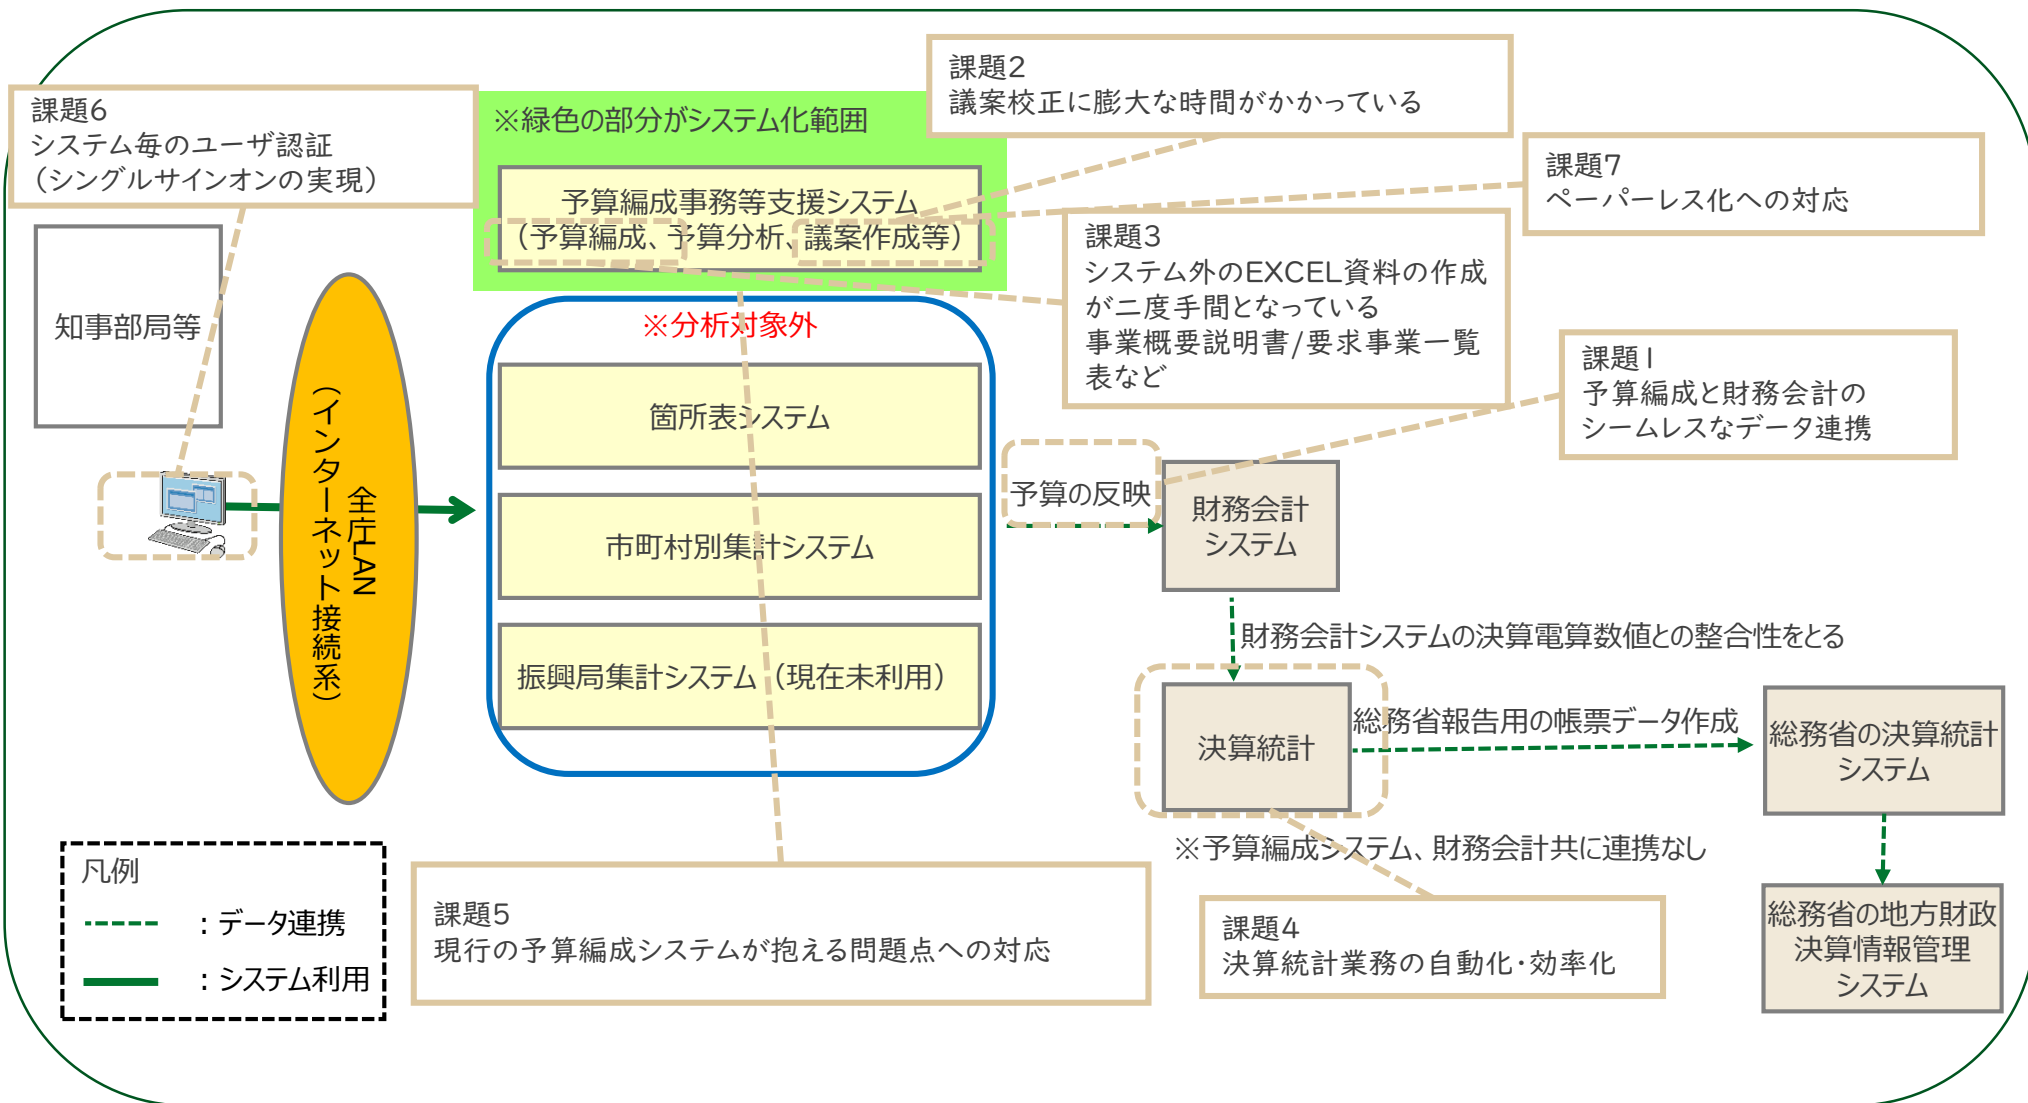 課題6
システム毎のユーザ認証
（シングルサインオンの実現）
※緑色の部分がシステム化範囲
課題2
議案校正に膨大な時間がかかっている
課題7
ペーパーレス化への対応
予算編成事務等支援システム
（予算編成、予算分析、議案作成等）
課題3
システム外のEXCEL資料の作成
が二度手間となっている
事業概要説明書/要求事業一覧
表など
知事部局等
※分析対象外
課題1
予算編成と財務会計の
シームレスなデータ連携
箇所表システム
全庁LAN
（インターネット接続系）
予算の反映
財務会計
システム
市町村別集計システム
財務会計システムの決算電算数値との整合性をとる
振興局集計システム（現在未利用）
決算統計
総務省報告用の帳票データ作成
総務省の決算統計
システム
※予算編成システム、財務会計共に連携なし
凡例
：データ連携
：システム利用
課題5
現行の予算編成システムが抱える問題点への対応
課題4
決算統計業務の自動化・効率化
総務省の地方財政
決算情報管理
システム